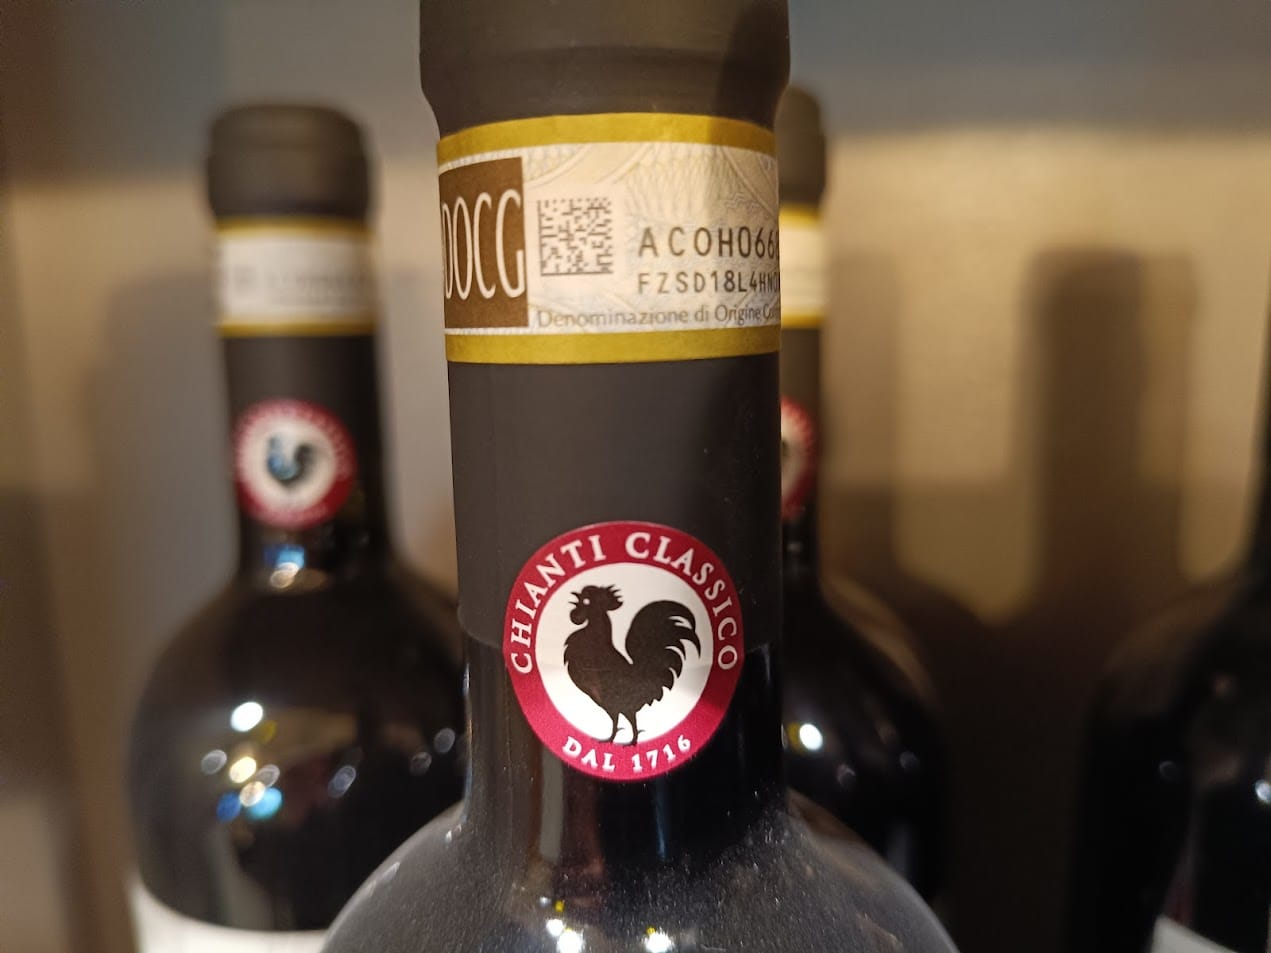 DOCG
ACOH066
FZSD18L4HN
Denominazione di Origine
CHIANTI CLASSICO
DAL 1716